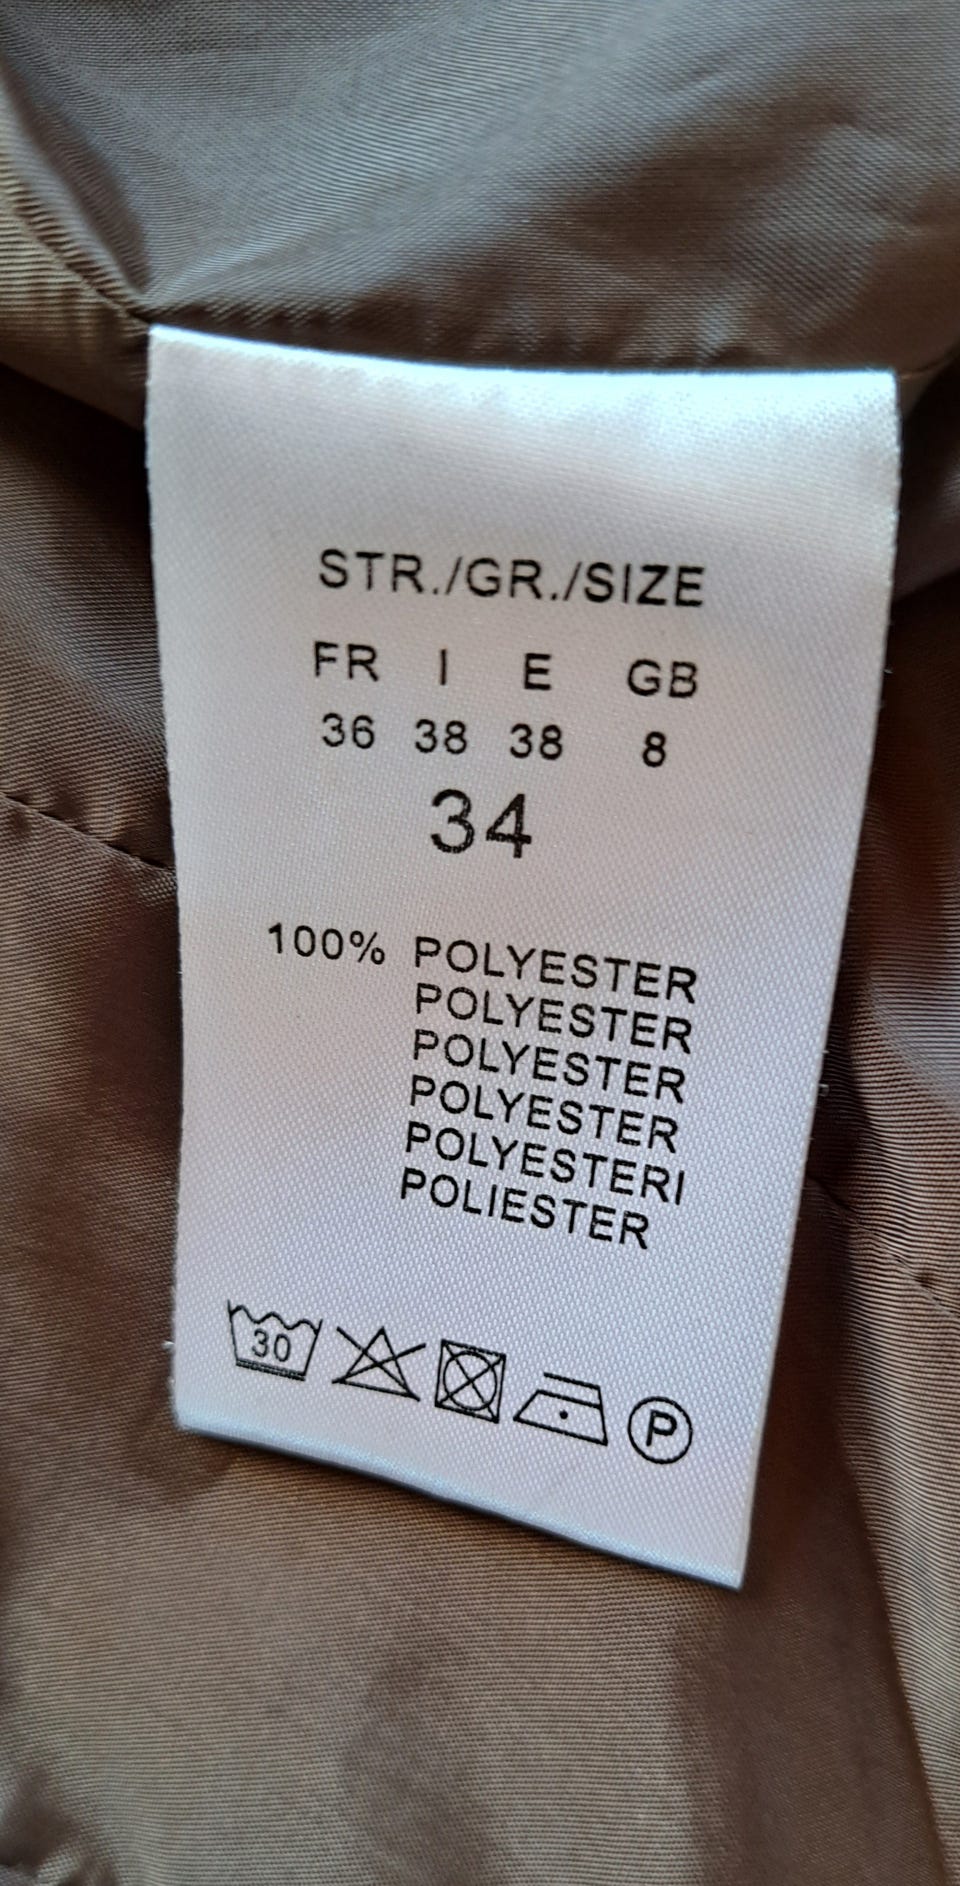 STR./GR./SIZE
FR I E GB
36 38 38 8
34
100% POLYESTER
POLYESTER
POLYESTER
POLYESTER
POLYESTERI
POLIESTER
30 P